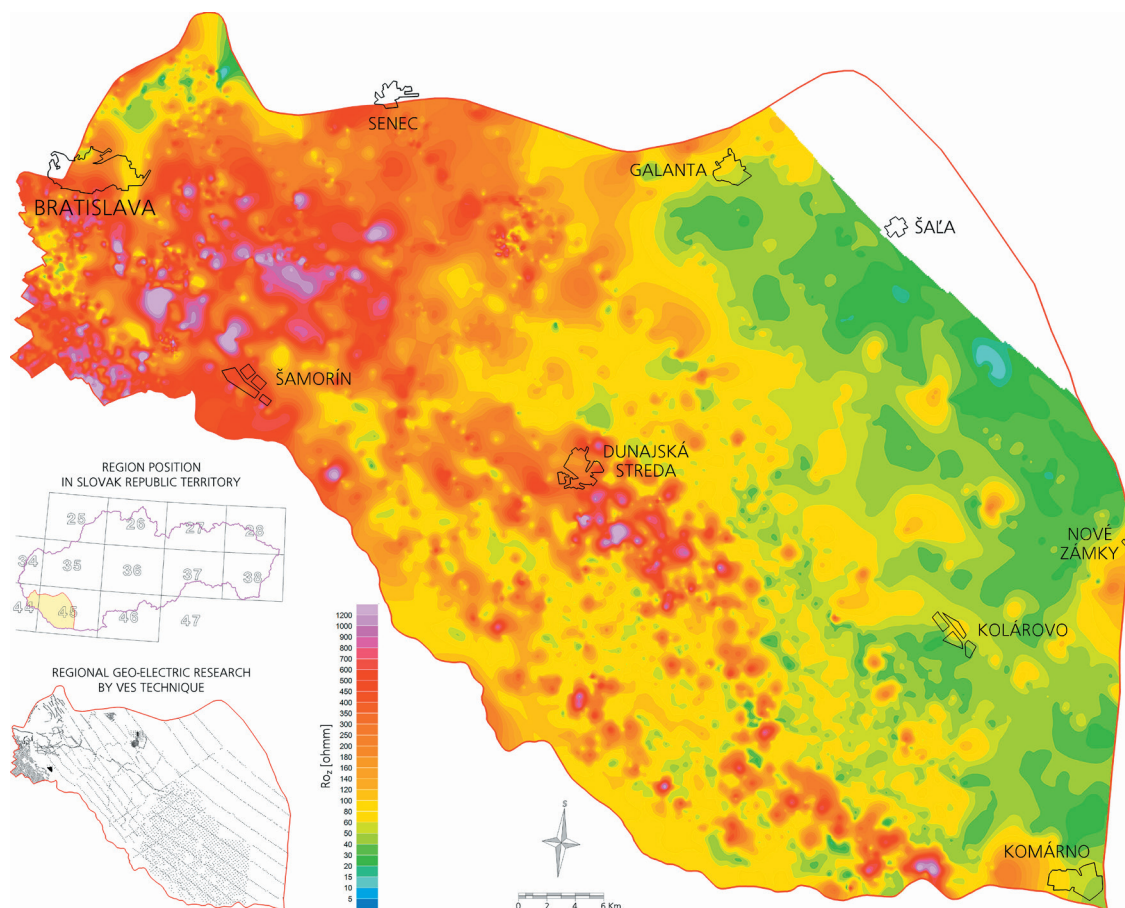 SENEC
GALANTA
BRATISLAVA
ŠAĽA
ŠAMORÍN
DUNAJSKÁ
STREDA
REGION POSITION
IN SLOVAK REPUBLIC TERRITORY
25
26
27
28
34
35
36
37
38
44
45
46
47
NOVÉ
ZÁMKY
KOLÁROVO
REGIONAL GEO-ELECTRIC RESEARCH
BY VES TECHNIQUE
Ro₂ [ohmm]
1200
1000
900
800
700
600
500
450
400
350
300
250
200
180
160
140
120
100
80
60
50
40
30
20
15
10
5
S
KOMÁRNO
0 2 4 6 Km